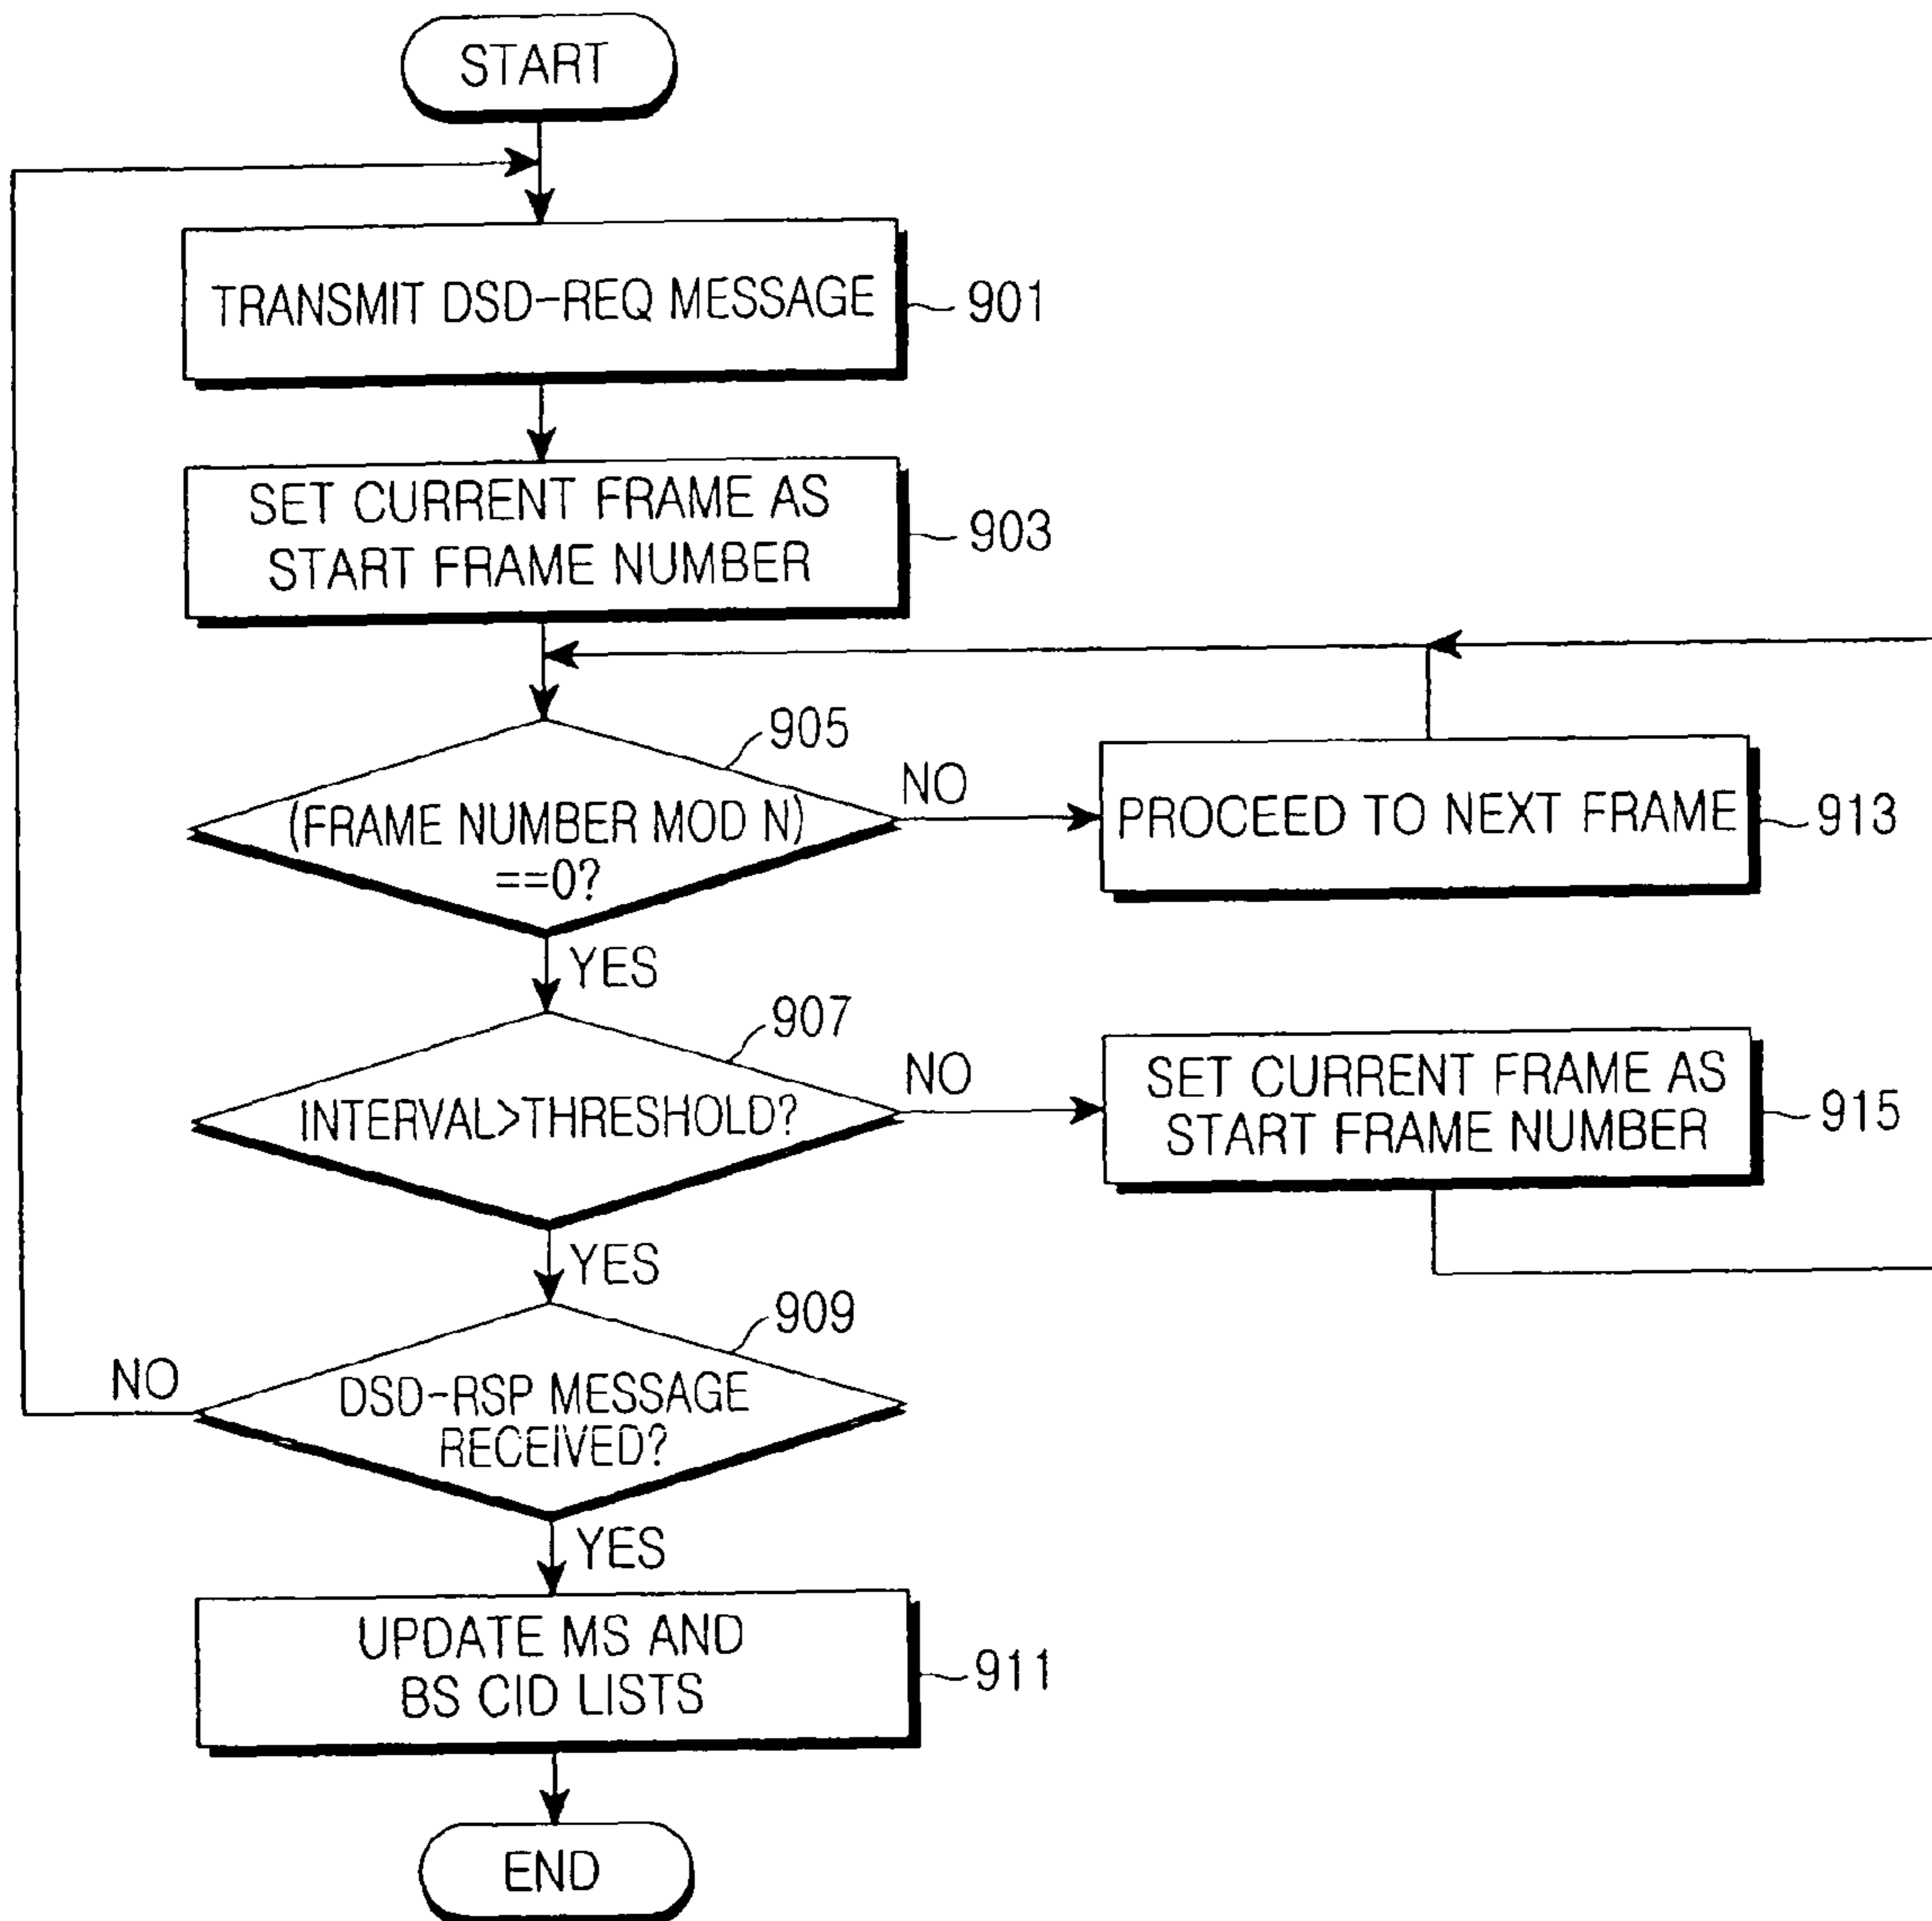 START
TRANSMIT DSD-REQ MESSAGE
901
SET CURRENT FRAME AS
START FRAME NUMBER
903
905
(FRAME NUMBER MOD N)
==0?
NO
PROCEED TO NEXT FRAME
913
YES
907
INTERVAL>THRESHOLD?
NO
SET CURRENT FRAME AS
START FRAME NUMBER
915
YES
909
NO
DSD-RSP MESSAGE
RECEIVED?
YES
UPDATE MS AND
BS CID LISTS
911
END